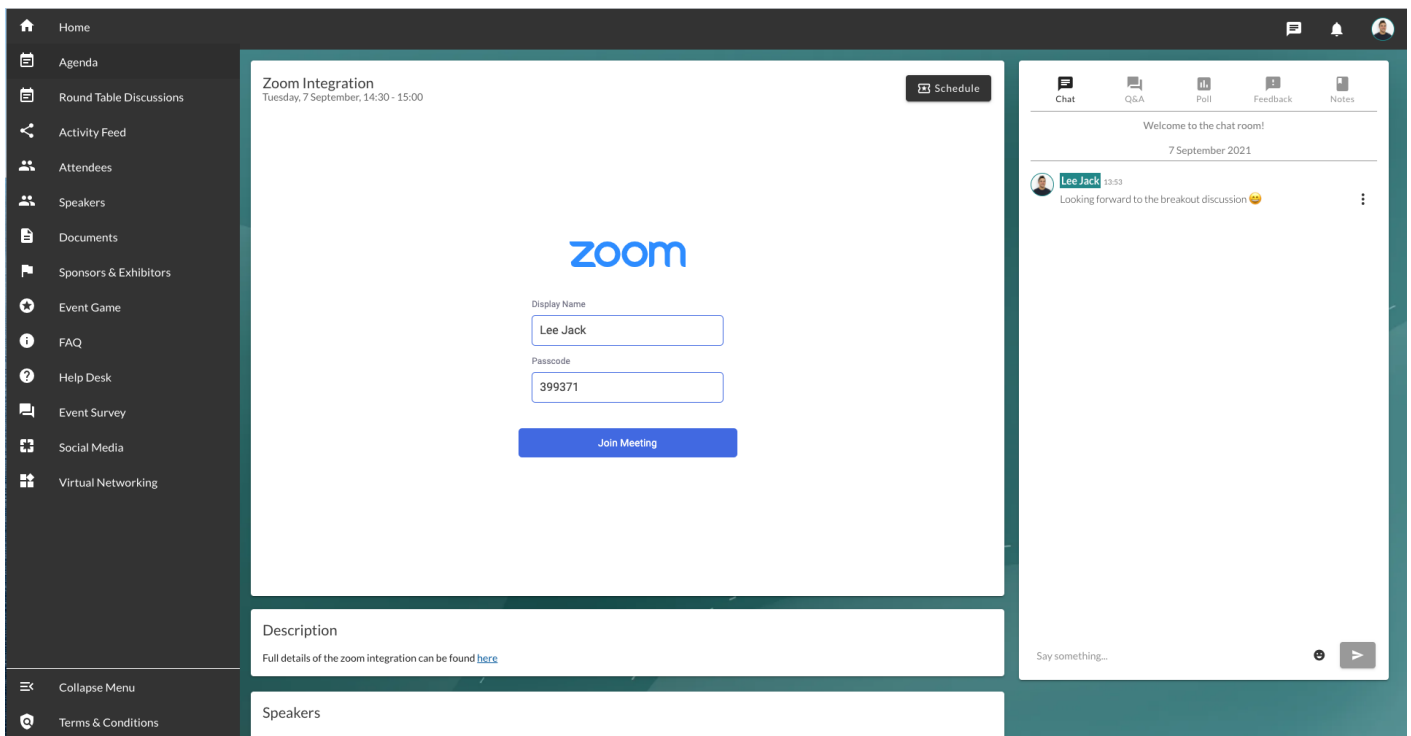 Home
Agenda
Round Table Discussions
Activity Feed
Attendees
Speakers
Documents
Sponsors & Exhibitors
Event Game
FAQ
Help Desk
Event Survey
Social Media
Virtual Networking
Collapse Menu
Terms & Conditions
Zoom Integration
Tuesday, 7 September, 14:30 - 15:00
Schedule
zoom
Display Name
Lee Jack
Passcode
399371
Join Meeting
Description
Full details of the zoom integration can be found here
Speakers
Chat Q&A Poll Feedback Notes
Welcome to the chat room!
7 September 2021
Lee Jack 13:53
Looking forward to the breakout discussion 😀
Say something...